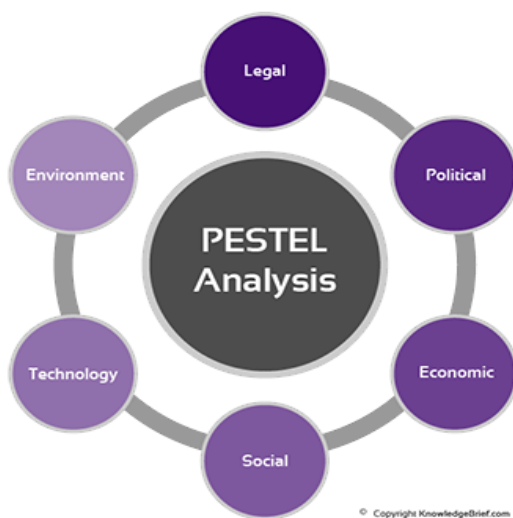 Legal
Environment
Political
PESTEL
Analysis
Technology
Economic
Social
© Copyright KnowledgeBrief.com